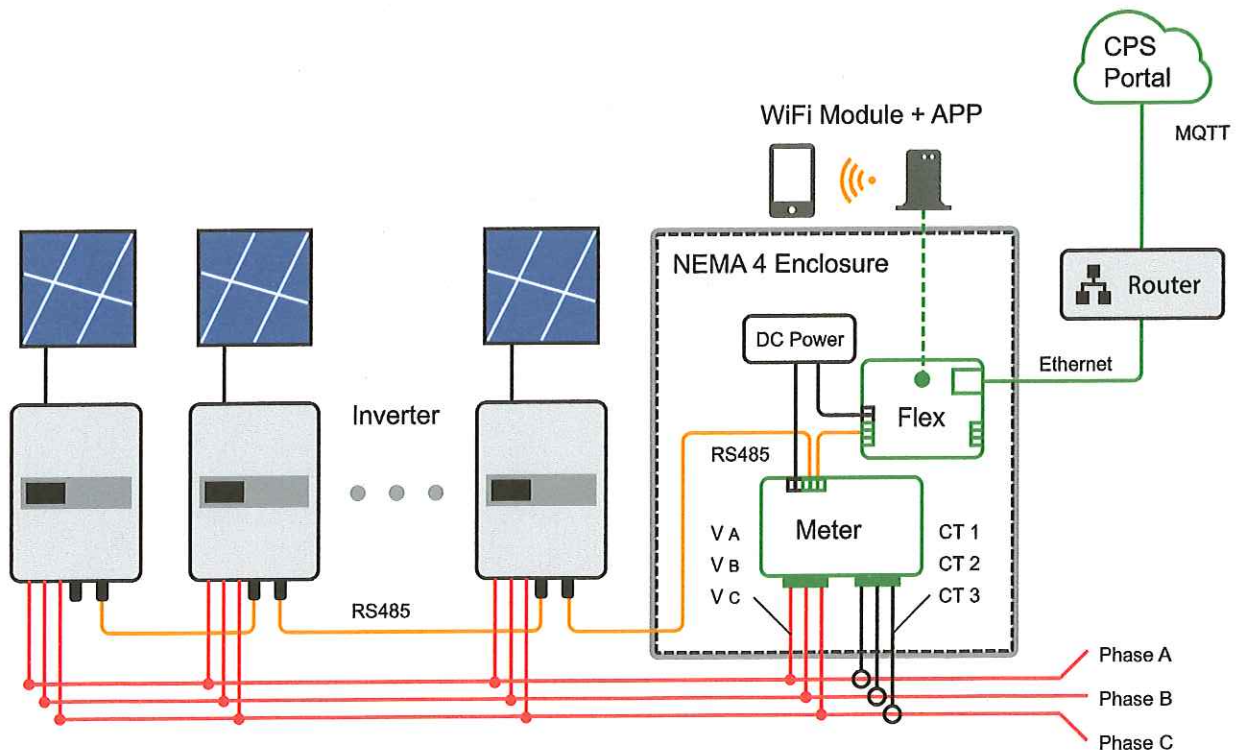 CPS
Portal
MQTT
WiFi Module + APP
NEMA 4 Enclosure
Router
DC Power
Ethernet
Inverter
Flex
RS485
Meter
V A
CT 1
V B
CT 2
V C
CT 3
RS485
Phase A
Phase B
Phase C